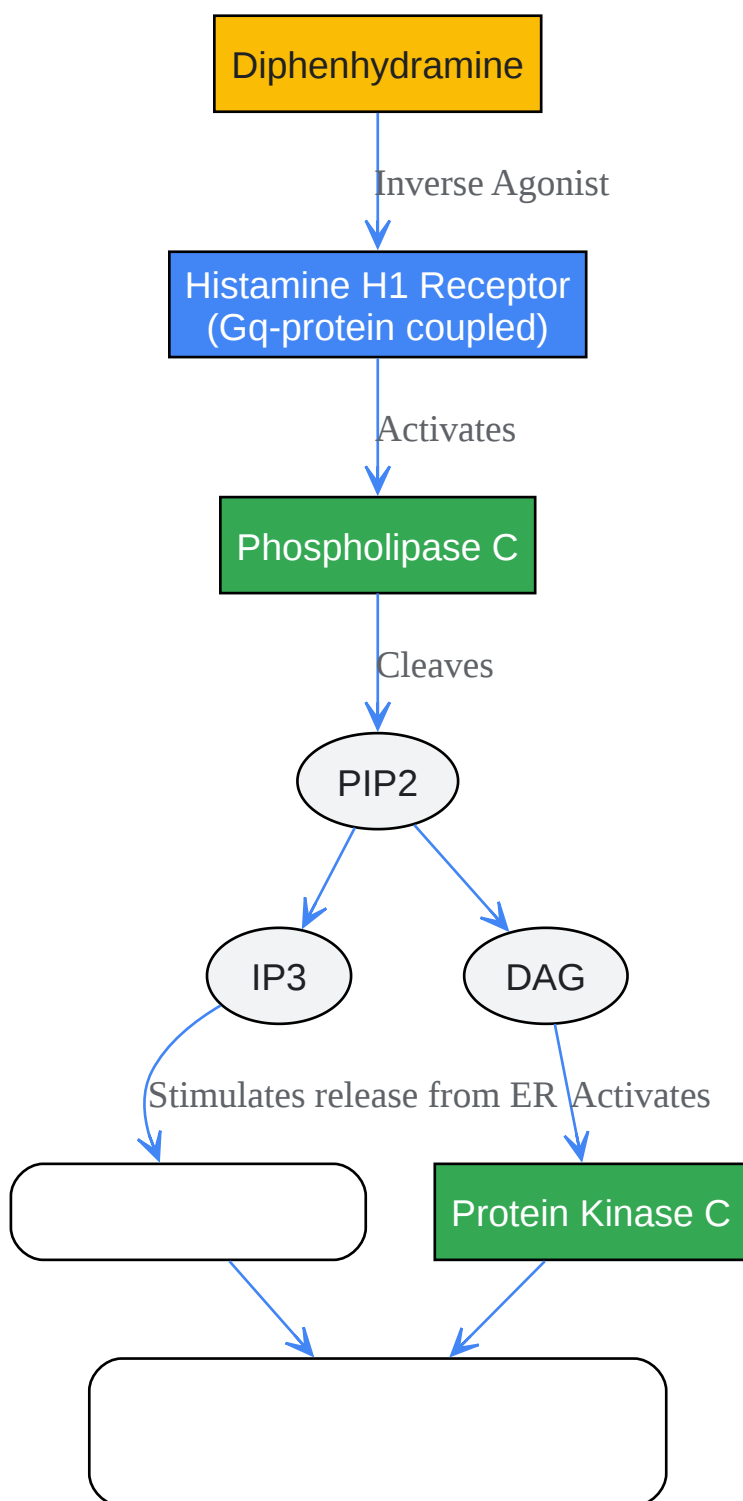 Diphenhydramine
Inverse Agonist
Histamine H1 Receptor
(Gq-protein coupled)
Activates
Phospholipase C
Cleaves
PIP2
IP3
DAG
Stimulates release from ER
Activates
Protein Kinase C